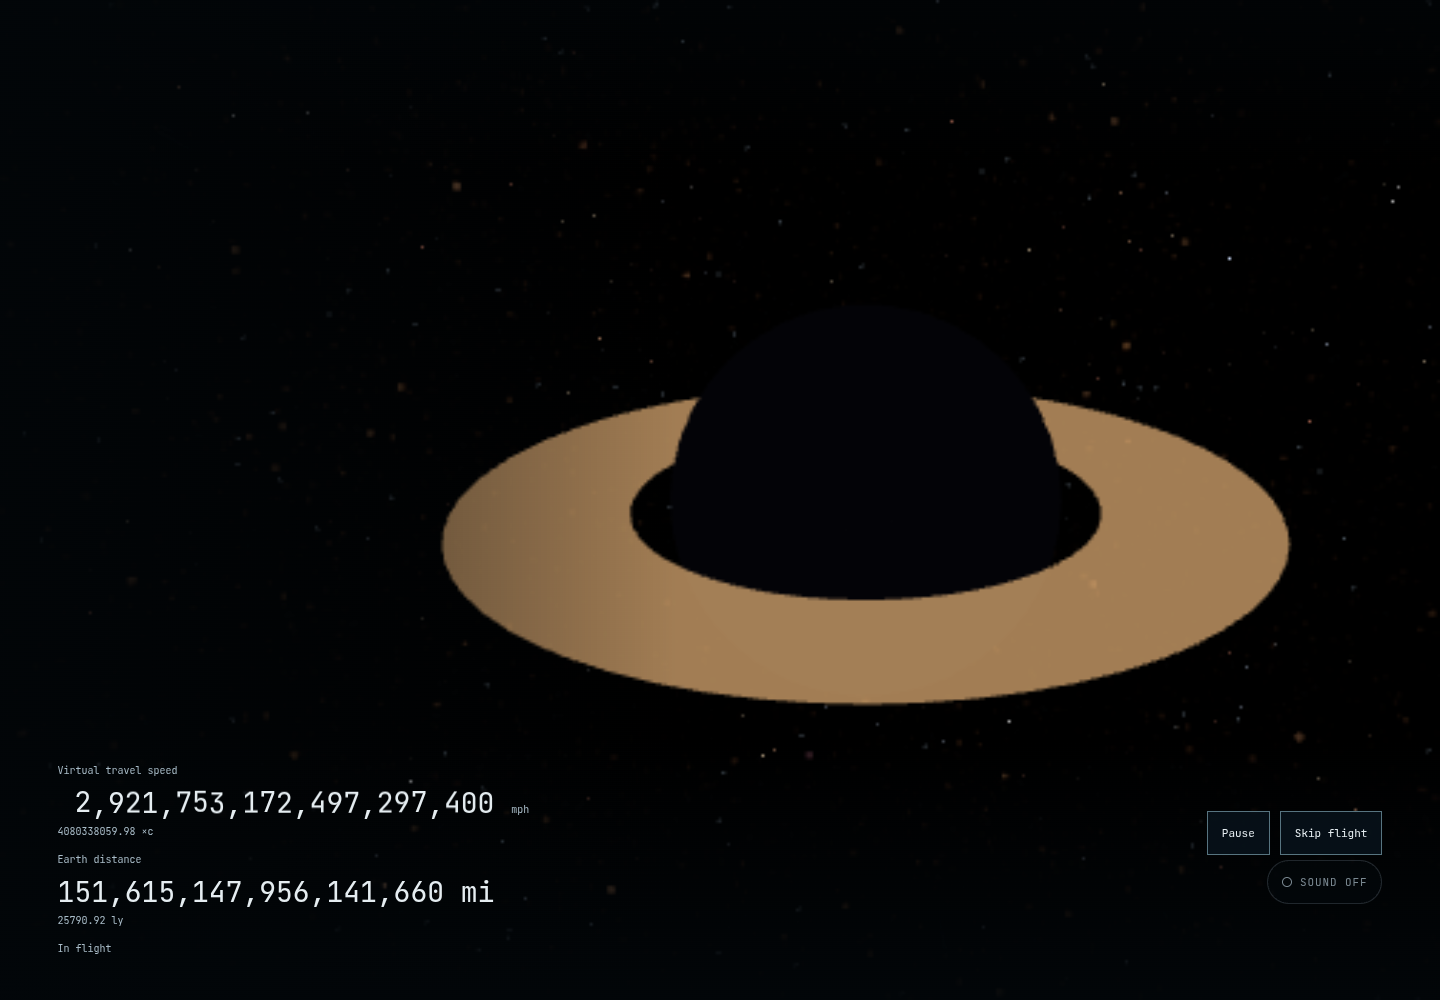 Virtual travel speed
2,921,753,172,497,297,400 mph
4080338059.98 ×c
Earth distance
151,615,147,956,141,660 mi
25790.92 ly
In flight
Pause
Skip flight
SOUND OFF